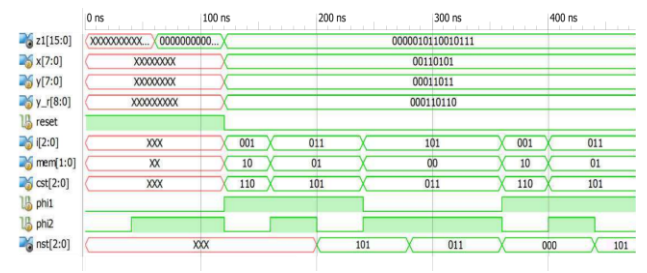 0 ns 100 ns 200 ns 300 ns 400 ns
z1[15:0] XXXXXXXXXX... 0000000000... 0000010110010111
x[7:0] XXXXXXXX 00110101
y[7:0] XXXXXXXX 00011011
y_r[8:0] XXXXXXXXX 000110110
reset
i[2:0] XXX 001 011 101 001 011
mem[1:0] XX 10 01 00 10 01
cst[2:0] XXX 110 101 011 110 101
phi1
phi2
nst[2:0] XXX 101 011 000 101